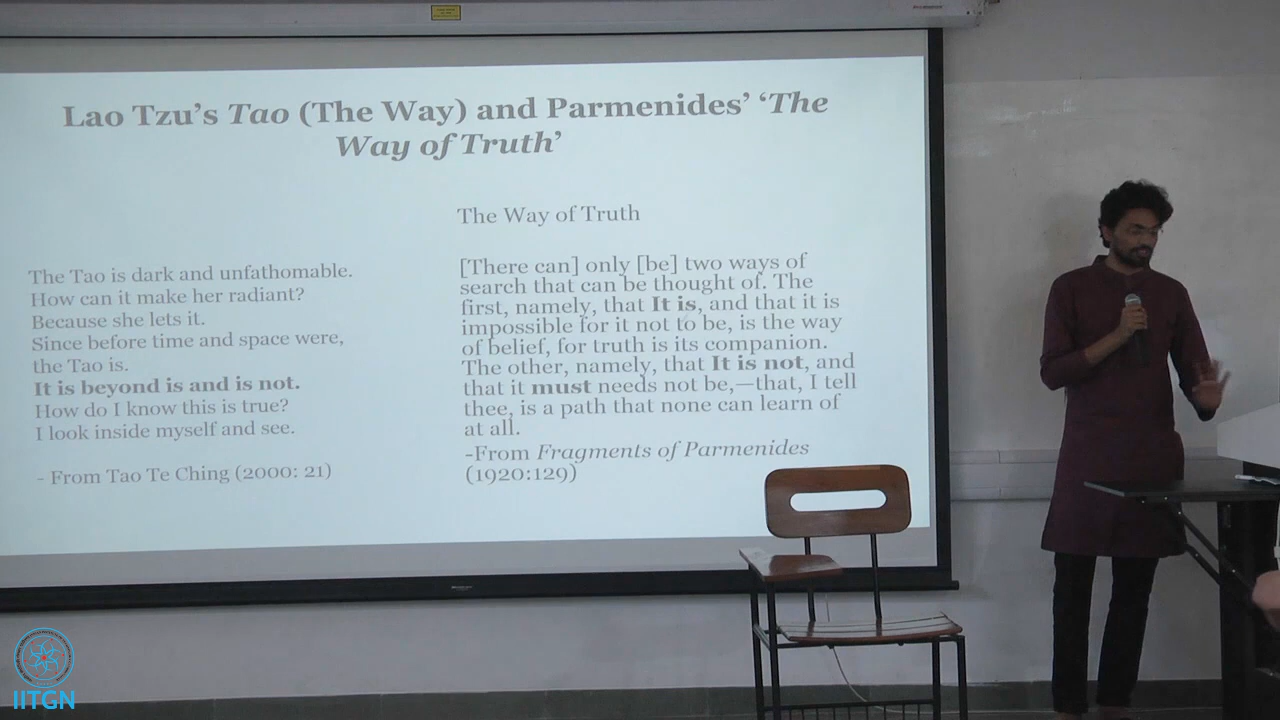 Lao Tzu's Tao (The Way) and Parmenides' 'The
Way of Truth'
The Tao is dark and unfathomable.
How can it make her radiant?
Because she lets it.
Since before time and space were,
the Tao is.
It is beyond is and is not.
How do I know this is true?
I look inside myself and see.
- From Tao Te Ching (2000: 21)
The Way of Truth
[There can] only [be] two ways of
search that can be thought of. The
first, namely, that It is, and that it is
impossible for it not to be, is the way
of belief, for truth is its companion.
The other, namely, that It is not, and
that it must needs not be,—that, I tell
thee, is a path that none can learn of
at all.
-From Fragments of Parmenides
(1920:129)
IITGN